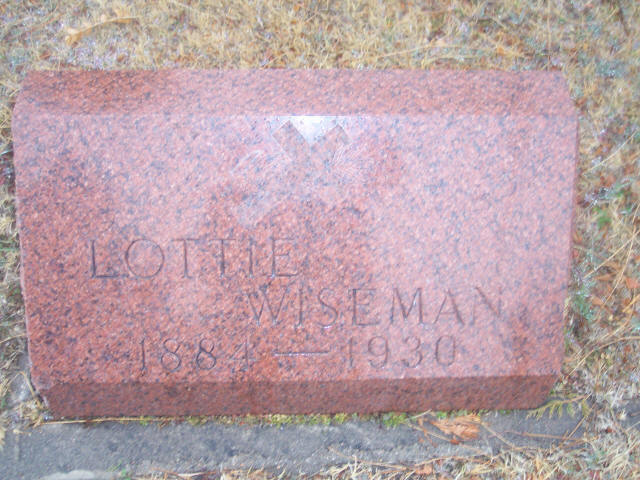 LOTTIE
WISEMAN
1884 — 1930